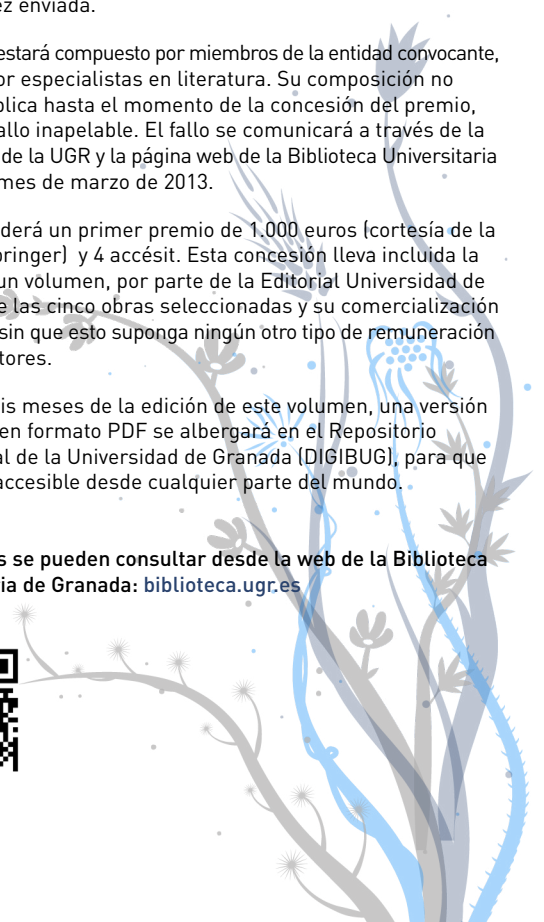 ez enviada.
estará compuesto por miembros de la entidad convocante,
or especialistas en literatura. Su composición no
plica hasta el momento de la concesión del premio,
allo inapelable. El fallo se comunicará a través de la
de la UGR y la página web de la Biblioteca Universitaria
mes de marzo de 2013.
derá un primer premio de 1.000 euros (cortesía de la
pringer) y 4 accésit. Esta concesión lleva incluida la
un volumen, por parte de la Editorial Universidad de
e las cinco obras seleccionadas y su comercialización
sin que esto suponga ningún otro tipo de remuneración
tores.
is meses de la edición de este volumen, una versión
en formato PDF se albergará en el Repositorio
al de la Universidad de Granada (DIGIBUG), para que
accesible desde cualquier parte del mundo.
s se pueden consultar desde la web de la Biblioteca
ia de Granada: biblioteca.ugr.es